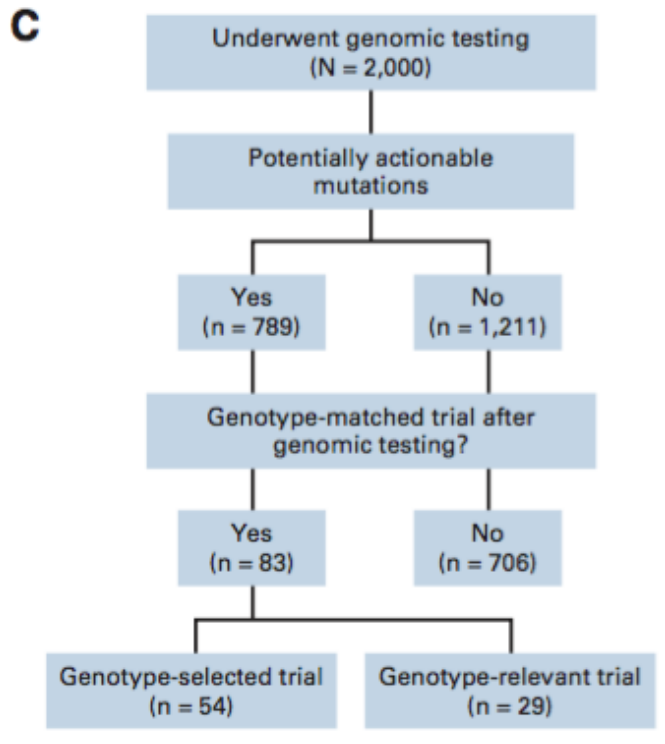 C
Underwent genomic testing
(N = 2,000)
Potentially actionable
mutations
Yes
(n = 789)
No
(n = 1,211)
Genotype-matched trial after
genomic testing?
Yes
(n = 83)
No
(n = 706)
Genotype-selected trial
(n = 54)
Genotype-relevant trial
(n = 29)